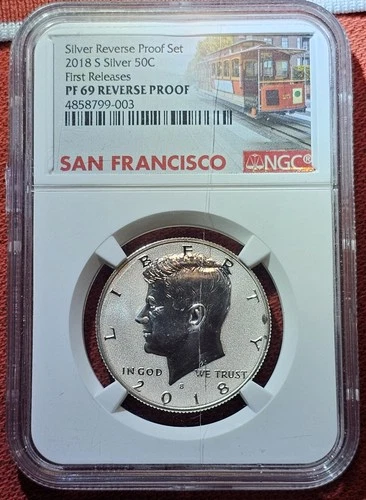 Silver Reverse Proof Set
2018 S Silver 50C
First Releases
PF 69 REVERSE PROOF
4858799-003
SAN FRANCISCO NGC®
LIBERTY
IN GOD WE TRUST
S
2018